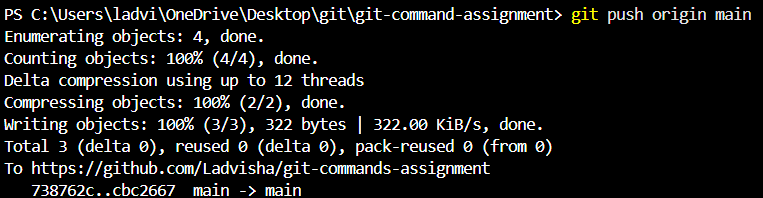 PS C:\Users\ladvi\OneDrive\Desktop\git\git-command-assignment> git push origin main
Enumerating objects: 4, done.
Counting objects: 100% (4/4), done.
Delta compression using up to 12 threads
Compressing objects: 100% (2/2), done.
Writing objects: 100% (3/3), 322 bytes | 322.00 KiB/s, done.
Total 3 (delta 0), reused 0 (delta 0), pack-reused 0 (from 0)
To https://github.com/Ladvisha/git-commands-assignment
   738762c..cbc2667  main -> main